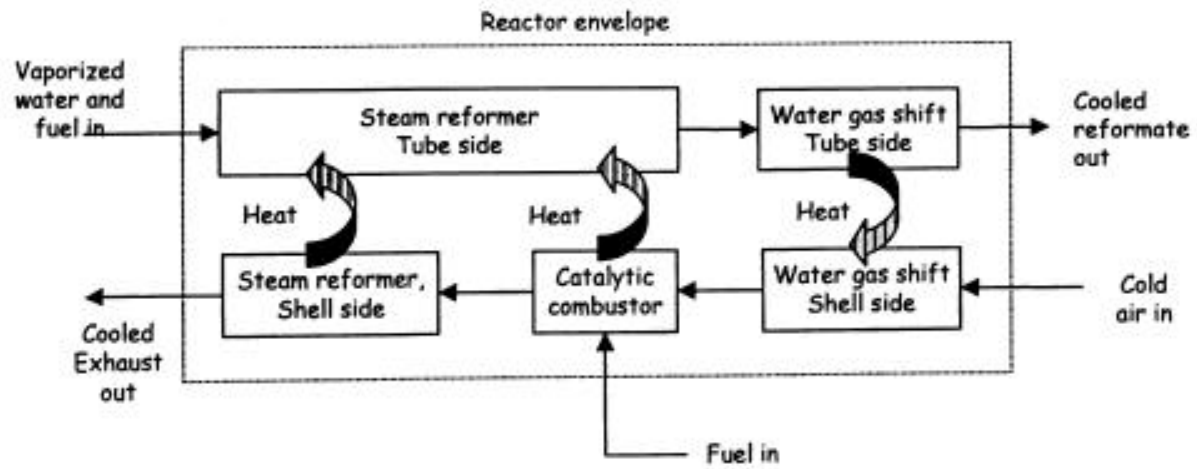 Reactor envelope
Vaporized
water and
fuel in
Steam reformer
Tube side
Water gas shift
Tube side
Cooled
reformate
out
Heat
Heat
Heat
Steam reformer,
Shell side
Catalytic
combustor
Water gas shift
Shell side
Cold
air in
Cooled
Exhaust
out
Fuel in